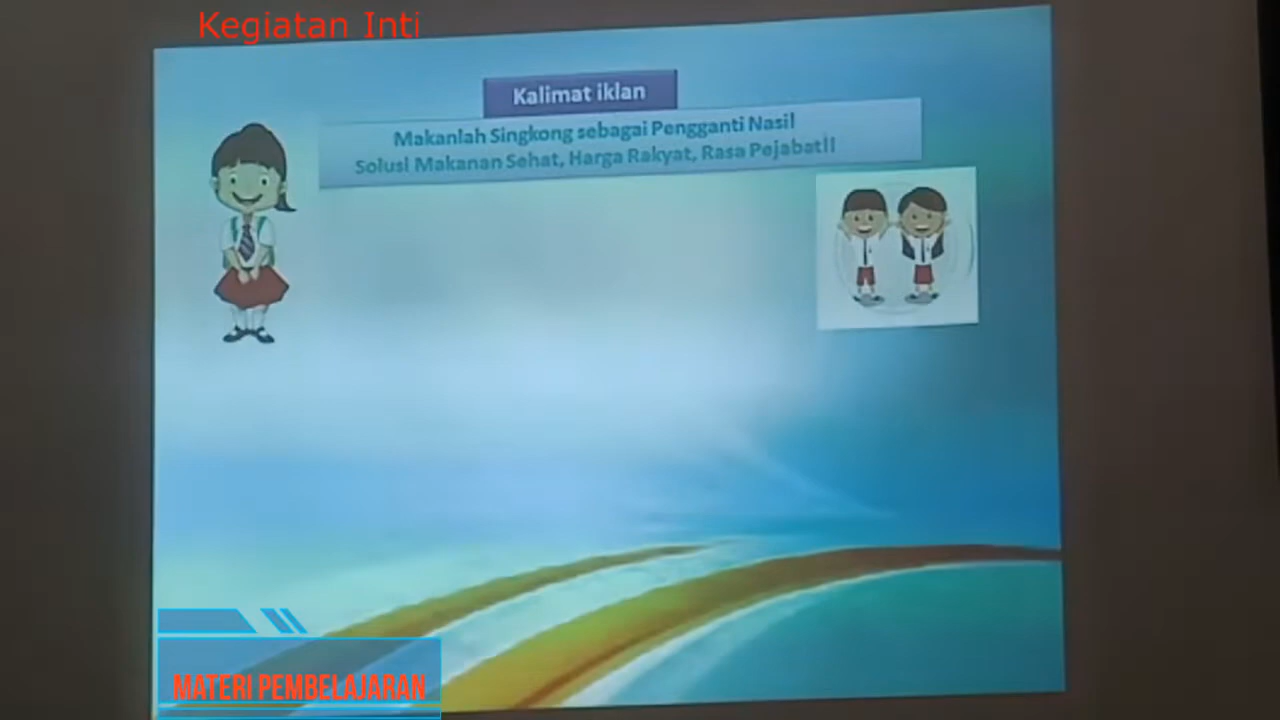 Kegiatan Inti
Kalimat iklan
Makanlah Singkong sebagai Pengganti Nasi!
Solusi Makanan Sehat, Harga Rakyat, Rasa Pejabat!!
MATERI PEMBELAJARAN